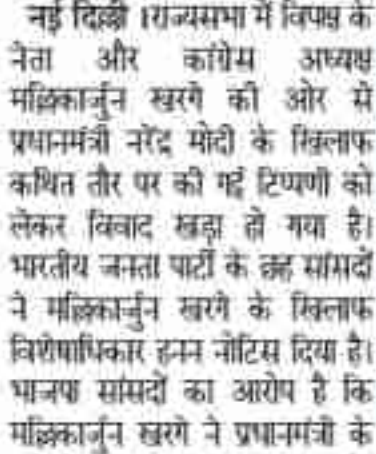 नई दिल्ली ।राज्यसभा में विपक्ष के
नेता और कांग्रेस अध्यक्ष
मल्लिकार्जुन खरगे की ओर से
प्रधानमंत्री नरेंद्र मोदी के खिलाफ
कथित तौर पर की गई टिप्पणी को
लेकर विवाद खड़ा हो गया है।
भारतीय जनता पार्टी के छह सांसदों
ने मल्लिकार्जुन खरगे के खिलाफ
विशेषाधिकार हनन नोटिस दिया है।
भाजपा सांसदों का आरोप है कि
मल्लिकार्जुन खरगे ने प्रधानमंत्री के